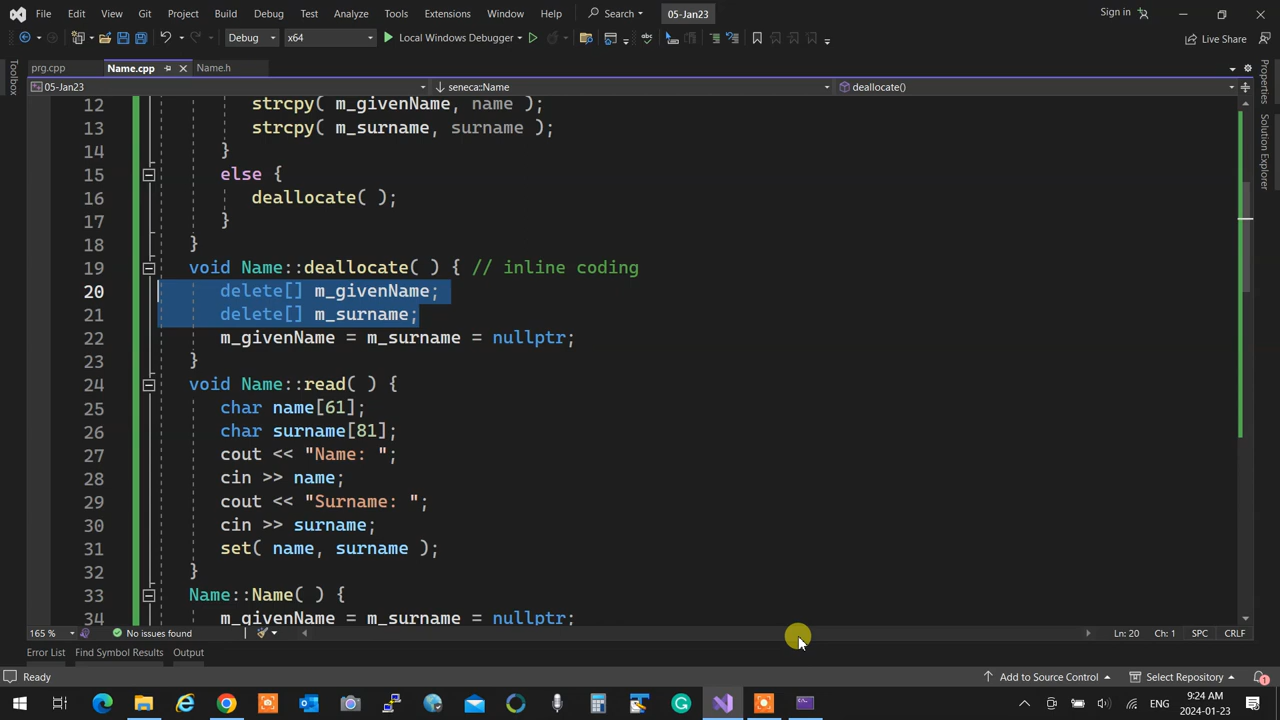 File Edit View Git Project Build Debug Test Analyze Tools Extensions Window Help Search 05-Jan23 Sign in
Debug x64 Local Windows Debugger Live Share
prg.cpp Name.cpp Name.h
05-Jan23 seneca::Name deallocate()
12 strcpy( m_givenName, name );
13 strcpy( m_surname, surname );
14 }
15 else {
16 deallocate( );
17 }
18 }
19 void Name::deallocate( ) { // inline coding
20 delete[] m_givenName;
21 delete[] m_surname;
22 m_givenName = m_surname = nullptr;
23 }
24 void Name::read( ) {
25 char name[61];
26 char surname[81];
27 cout << "Name: ";
28 cin >> name;
29 cout << "Surname: ";
30 cin >> surname;
31 set( name, surname );
32 }
33 Name::Name( ) {
34 m_givenName = m_surname = nullptr;
Toolbox
Properties
Solution Explorer
165 % No issues found Ln: 20 Ch: 1 SPC CRLF
Error List Find Symbol Results Output
Ready Add to Source Control Select Repository 1
ENG 9:24 AM
2024-01-23